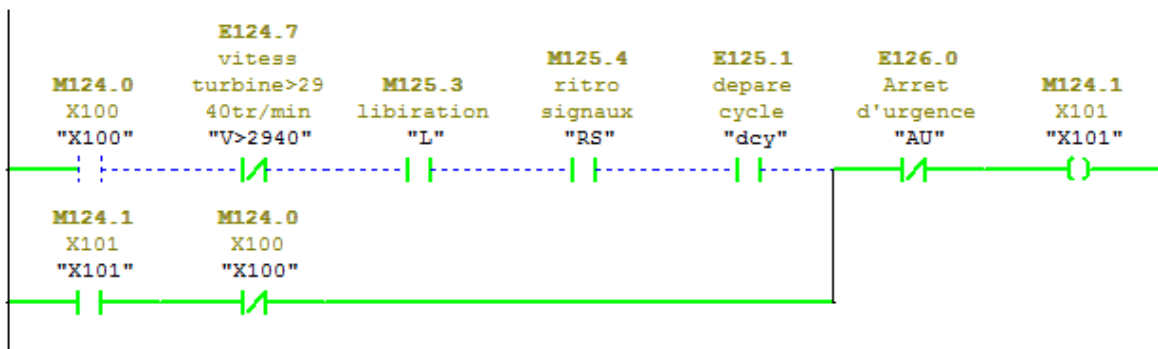 E124.7
vitess
M125.4
E125.1
E126.0
M124.0
turbine>29
M125.3
ritro
depare
Arret
M124.1
X100
40tr/min
libiration
signaux
cycle
d'urgence
X101
"X100"
"V>2940"
"L"
"RS"
"dcy"
"AU"
"X101"
M124.1
M124.0
X101
X100
"X101"
"X100"